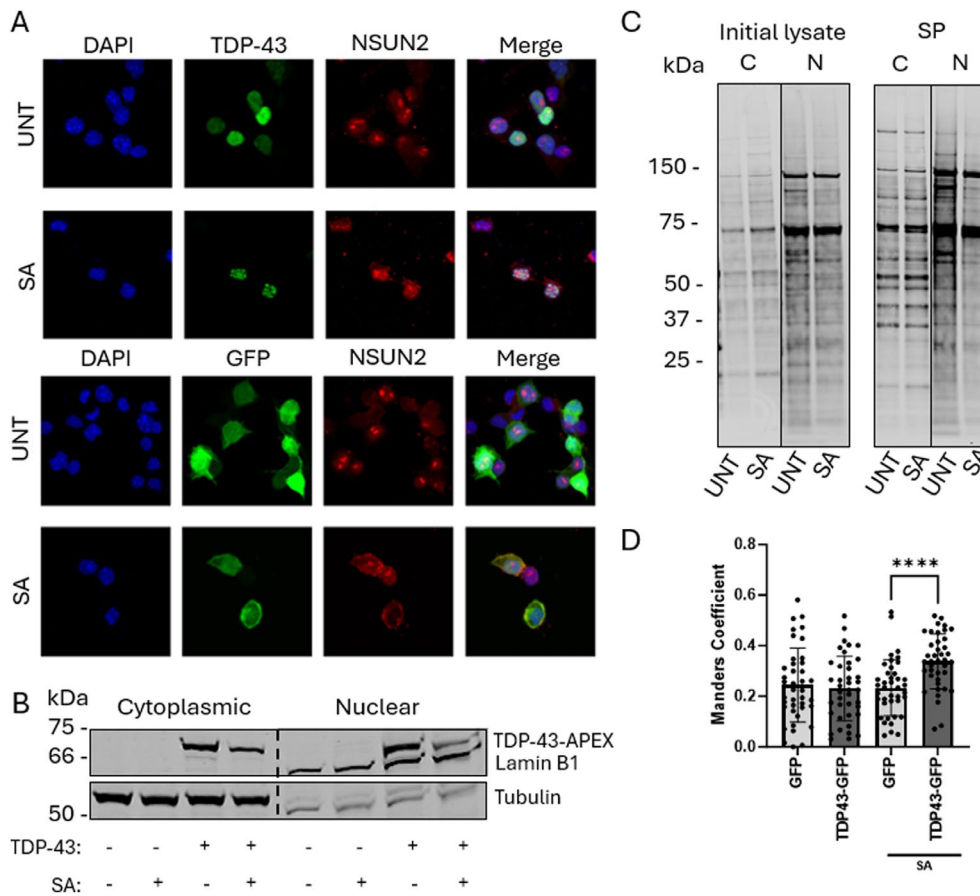 A
DAPI TDP-43 NSUN2 Merge
UNT
SA
DAPI GFP NSUN2 Merge
UNT
SA
B
kDa Cytoplasmic Nuclear
75 -
66 -
TDP-43-APEX
Lamin B1
Tubulin
50 -
TDP-43: - - + + - - + +
SA: - + - + - + - +
C
Initial lysate SP
kDa C N C N
150 -
75 -
50 -
37 -
25 -
UNT SA UNT SA UNT SA UNT
D
Manders Coefficient
0.8
0.6
0.4
0.2
0.0
****
GFP TDP43-GFP GFP TDP43-GFP
SA